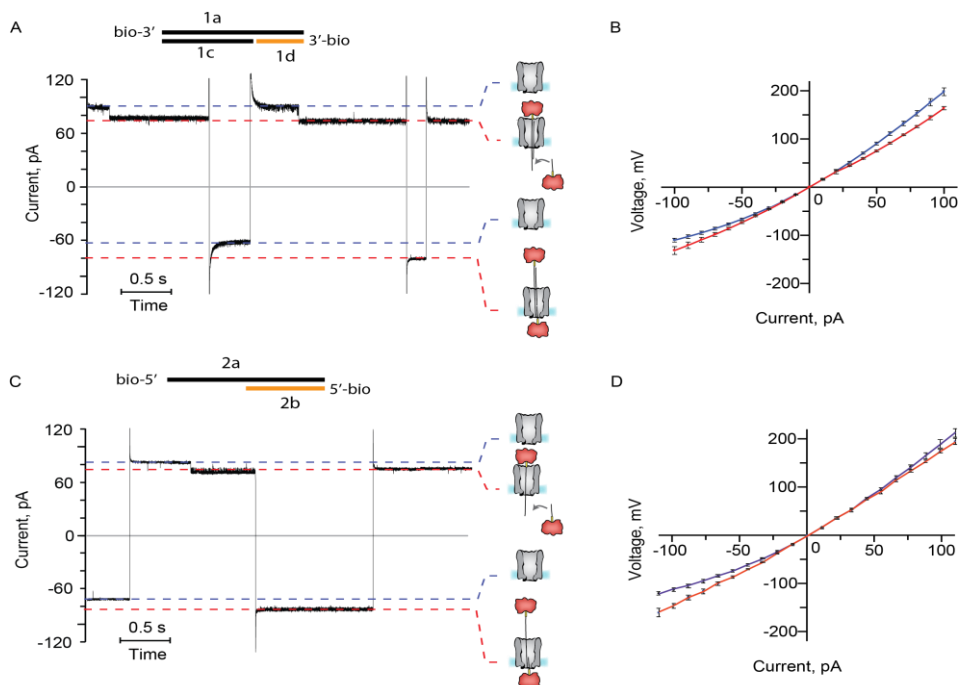 A
1a
bio-3'
3'-bio
1c
1d
Current, pA
120
60
0
-60
-120
0.5 s
Time
B
Voltage, mV
200
100
-100
-50
0
50
100
-100
-200
Current, pA
C
2a
bio-5'
5'-bio
2b
Current, pA
120
60
0
-60
-120
0.5 s
Time
D
Voltage, mV
200
100
-100
-50
0
50
100
-100
-200
Current, pA